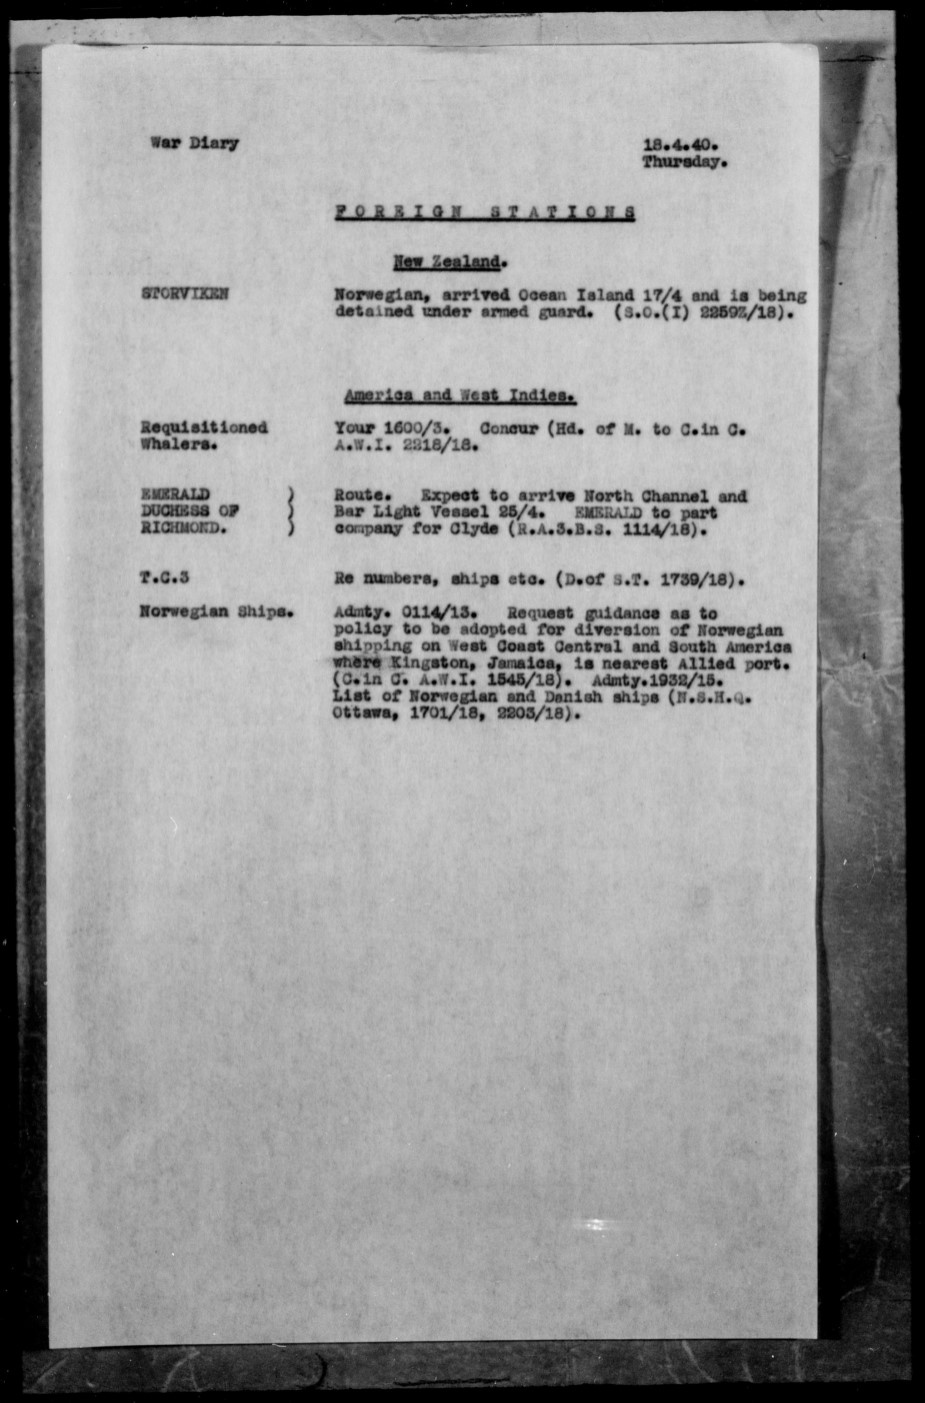 War Diary
18.4.40.
Thursday.
FOREIGN STATIONS
New Zealand.
STORVIKEN Norwegian, arrived Ocean Island 17/4 and is being
detained under armed guard. (S.O.(I) 2259Z/18).
America and West Indies.
Requisitioned Your 1600/3. Concur (Hd. of M. to C.in C.
Whalers. A.W.I. 2218/18.
EMERALD ) Route. Expect to arrive North Channel and
DUCHESS OF ) Bar Light Vessel 25/4. EMERALD to part
RICHMOND. ) company for Clyde (R.A.3.B.S. 1114/18).
T.C.3 Re numbers, ships etc. (D.of S.T. 1739/18).
Norwegian Ships. Admty. 0114/13. Request guidance as to
policy to be adopted for diversion of Norwegian
shipping on West Coast Central and South America
where Kingston, Jamaica, is nearest Allied port.
(C.in C. A.W.I. 1545/18). Admty.1932/15.
List of Norwegian and Danish ships (N.S.H.Q.
Ottawa, 1701/18, 2203/18).